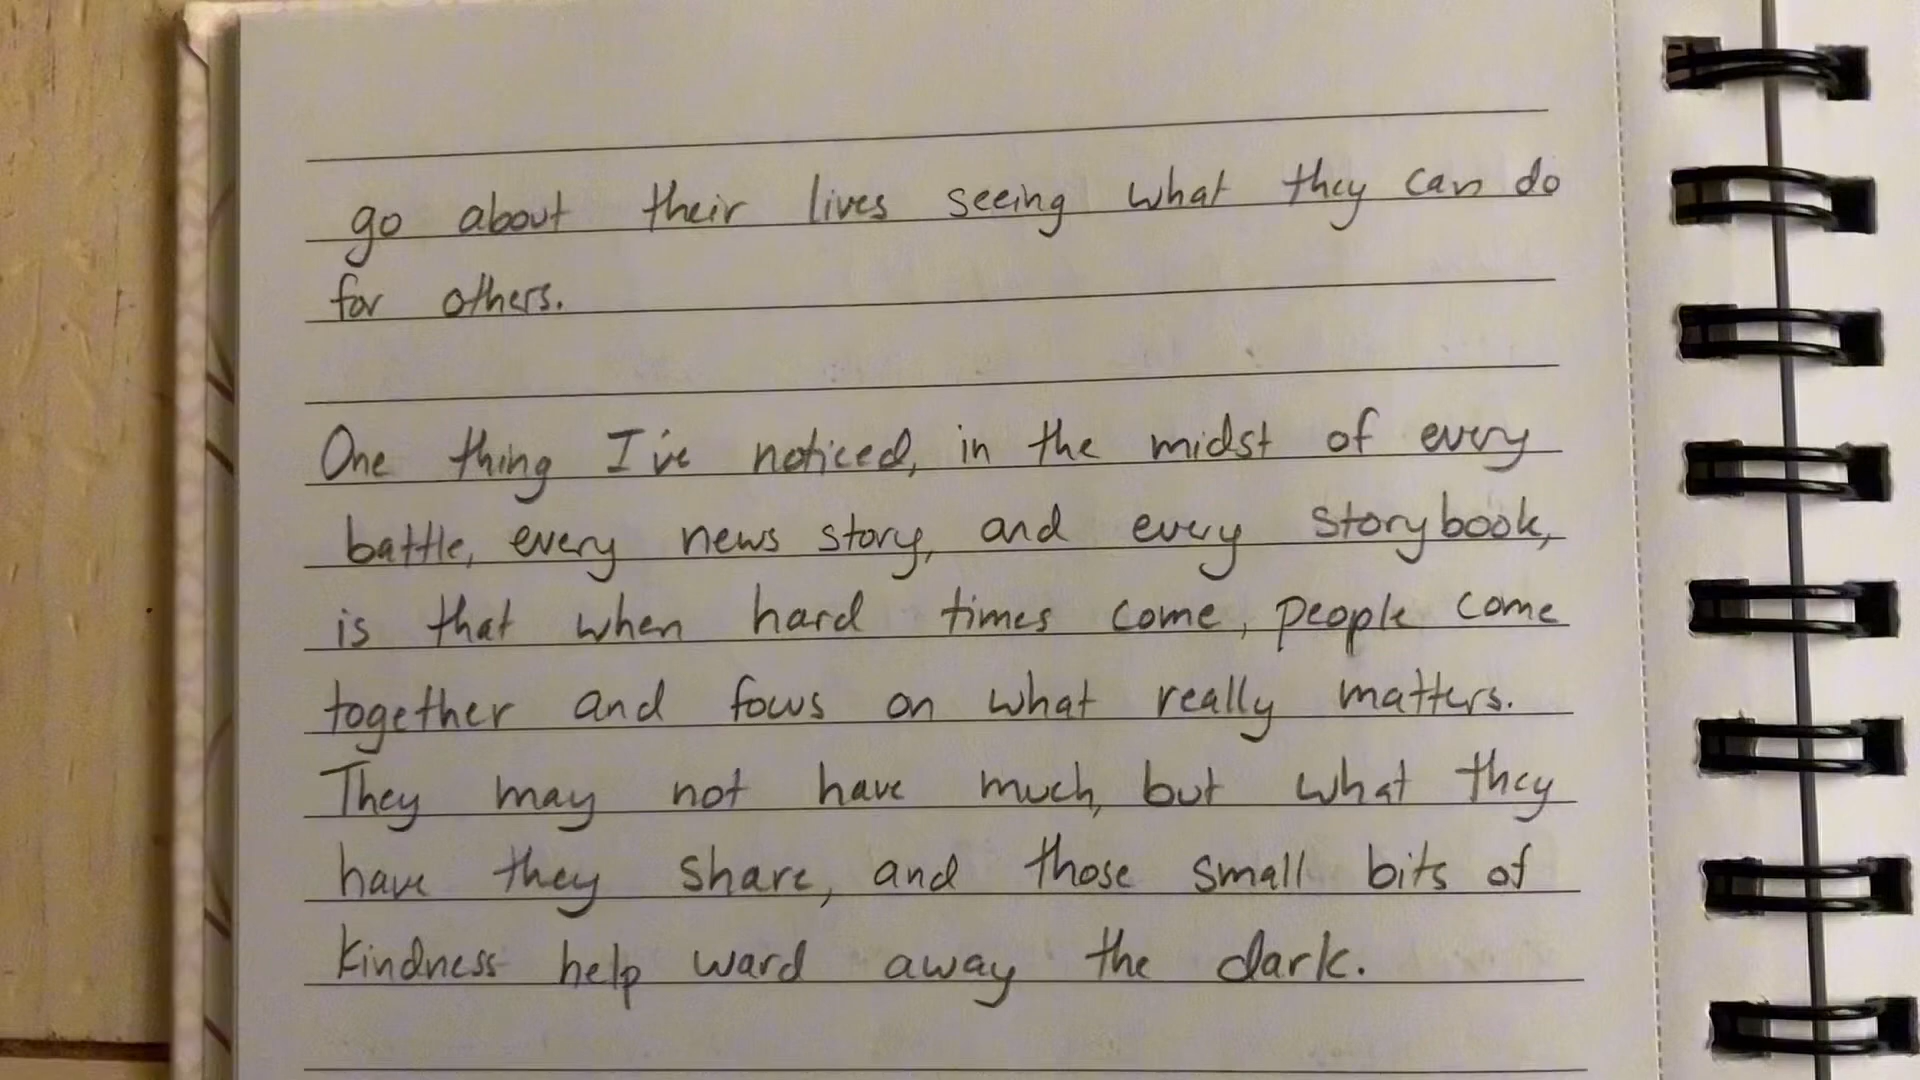 go about their lives seeing what they can do
for others.
One thing I've noticed, in the midst of every
battle, every news story, and every storybook,
is that when hard times come, people come
together and focus on what really matters.
They may not have much, but what they
have they share, and those small bits of
kindness help ward away the dark.